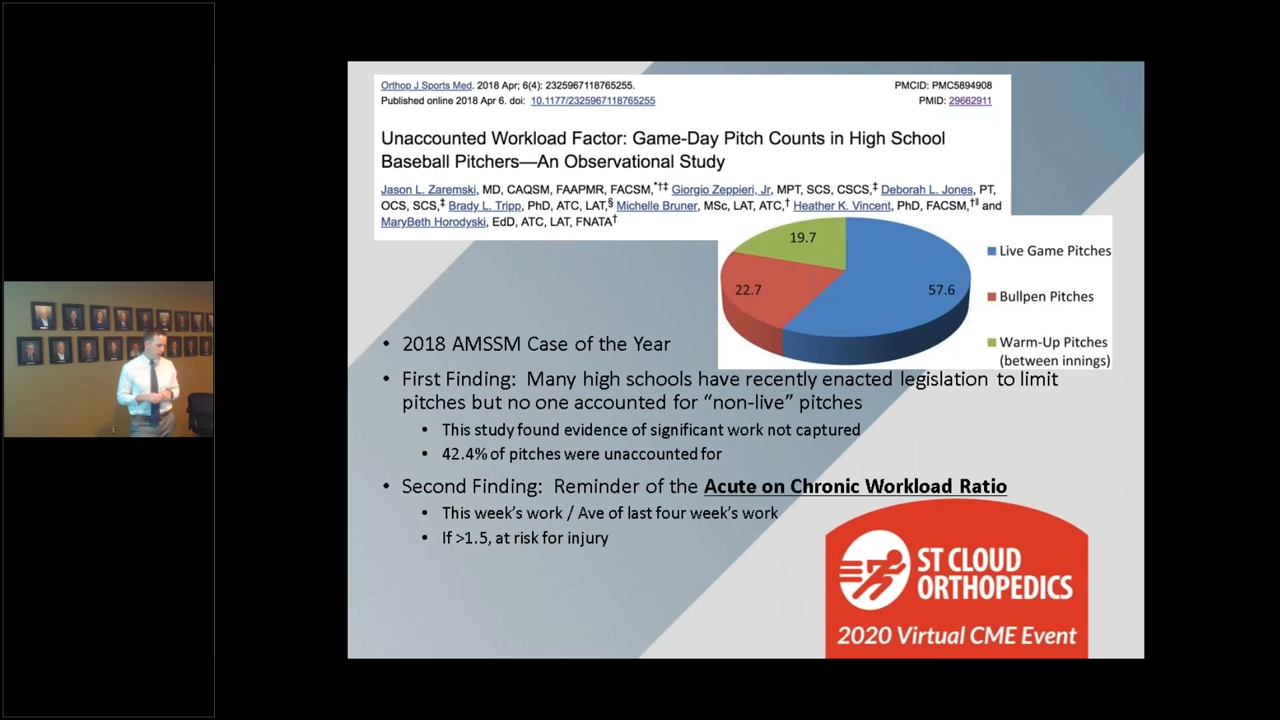 Orthop J Sports Med. 2018 Apr; 6(4): 2325967118765255.
Published online 2018 Apr 6. doi: 10.1177/2325967118765255
PMCID: PMC5894908
PMID: 29662911
Unaccounted Workload Factor: Game-Day Pitch Counts in High School
Baseball Pitchers—An Observational Study
Jason L. Zaremski, MD, CAQSM, FAAPMR, FACSM,*†‡ Giorgio Zeppieri, Jr, MPT, SCS, CSCS,‡ Deborah L. Jones, PT,
OCS, SCS,‡ Brady L. Tripp, PhD, ATC, LAT,§ Michelle Bruner, MSc, LAT, ATC,† Heather K. Vincent, PhD, FACSM,†‖ and
MaryBeth Horodyski, EdD, ATC, LAT, FNATA†
19.7
22.7
57.6
Live Game Pitches
Bullpen Pitches
Warm-Up Pitches
(between innings)
• 2018 AMSSM Case of the Year
• First Finding: Many high schools have recently enacted legislation to limit
pitches but no one accounted for “non-live” pitches
• This study found evidence of significant work not captured
• 42.4% of pitches were unaccounted for
• Second Finding: Reminder of the Acute on Chronic Workload Ratio
• This week’s work / Ave of last four week’s work
• If >1.5, at risk for injury
ST CLOUD
ORTHOPEDICS
2020 Virtual CME Event